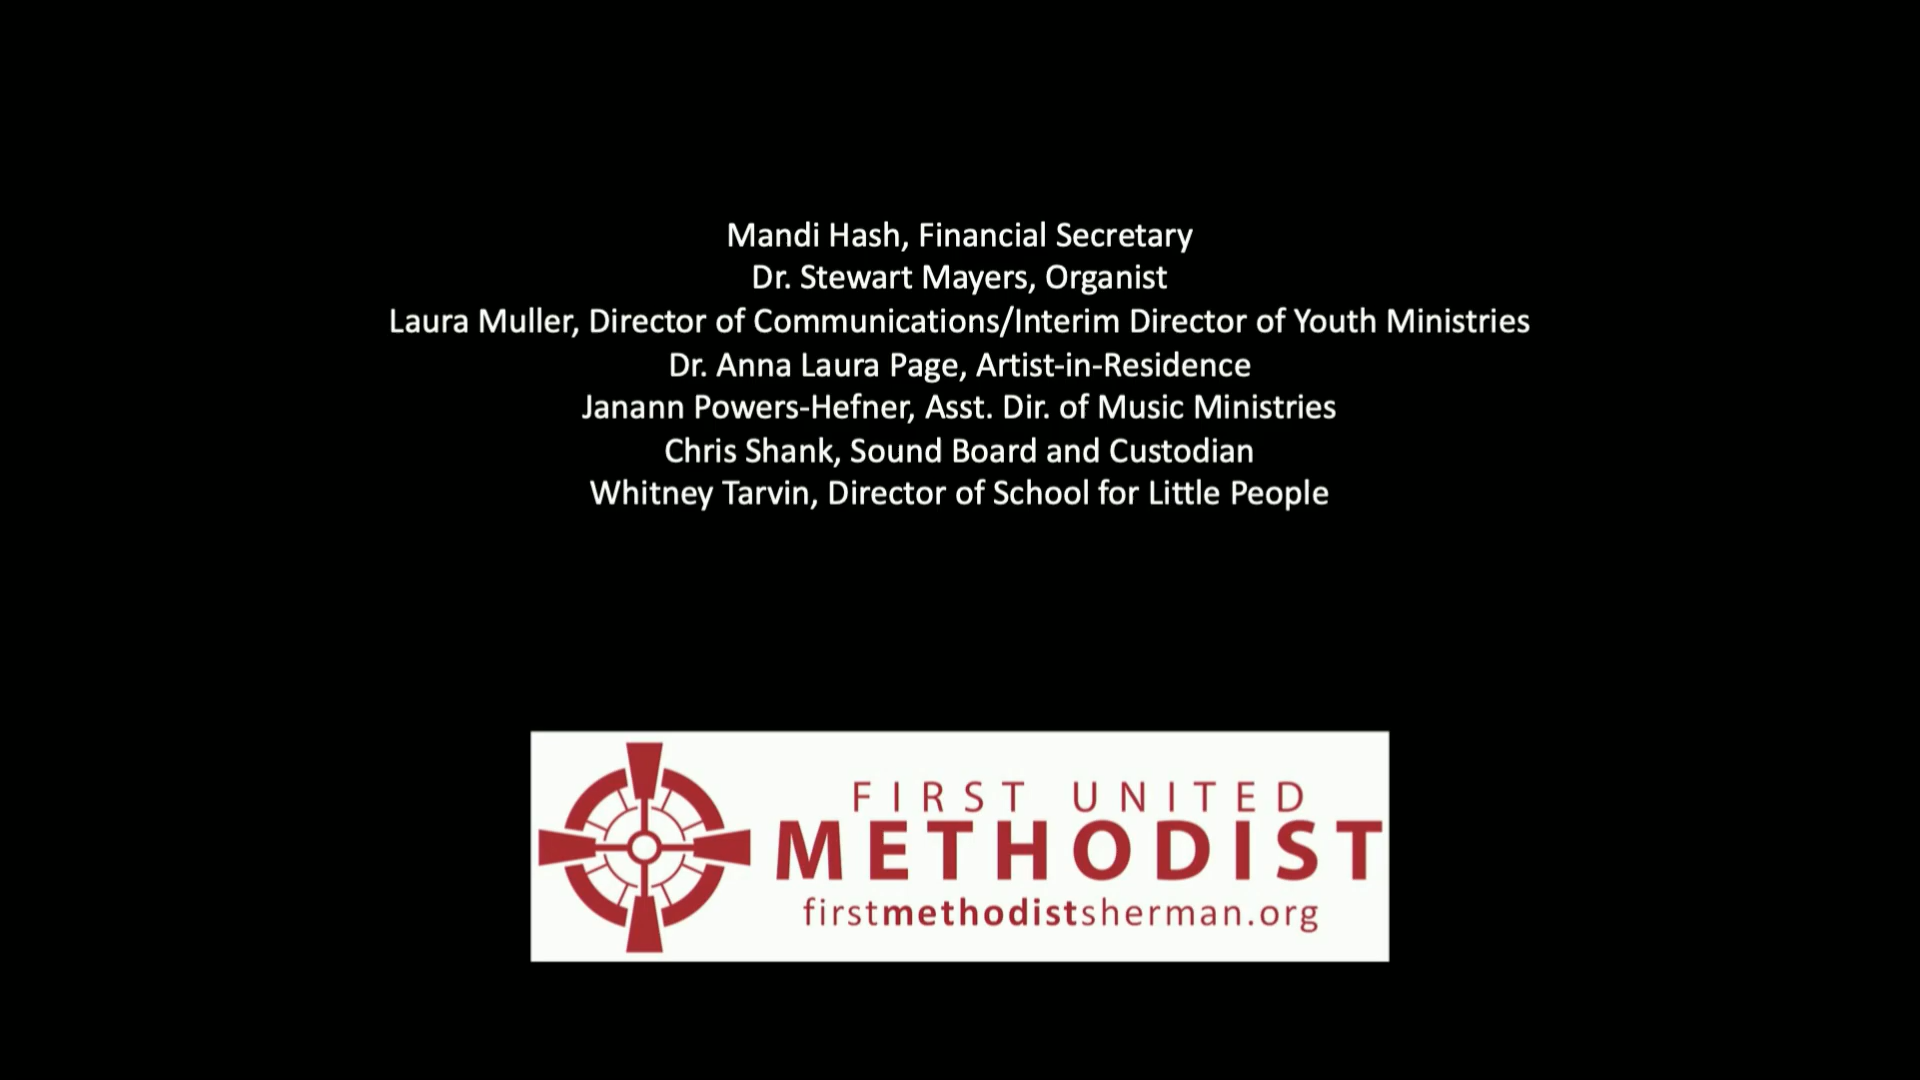 Mandi Hash, Financial Secretary
Dr. Stewart Mayers, Organist
Laura Muller, Director of Communications/Interim Director of Youth Ministries
Dr. Anna Laura Page, Artist-in-Residence
Janann Powers-Hefner, Asst. Dir. of Music Ministries
Chris Shank, Sound Board and Custodian
Whitney Tarvin, Director of School for Little People
FIRST UNITED
METHODIST
firstmethodistsherman.org